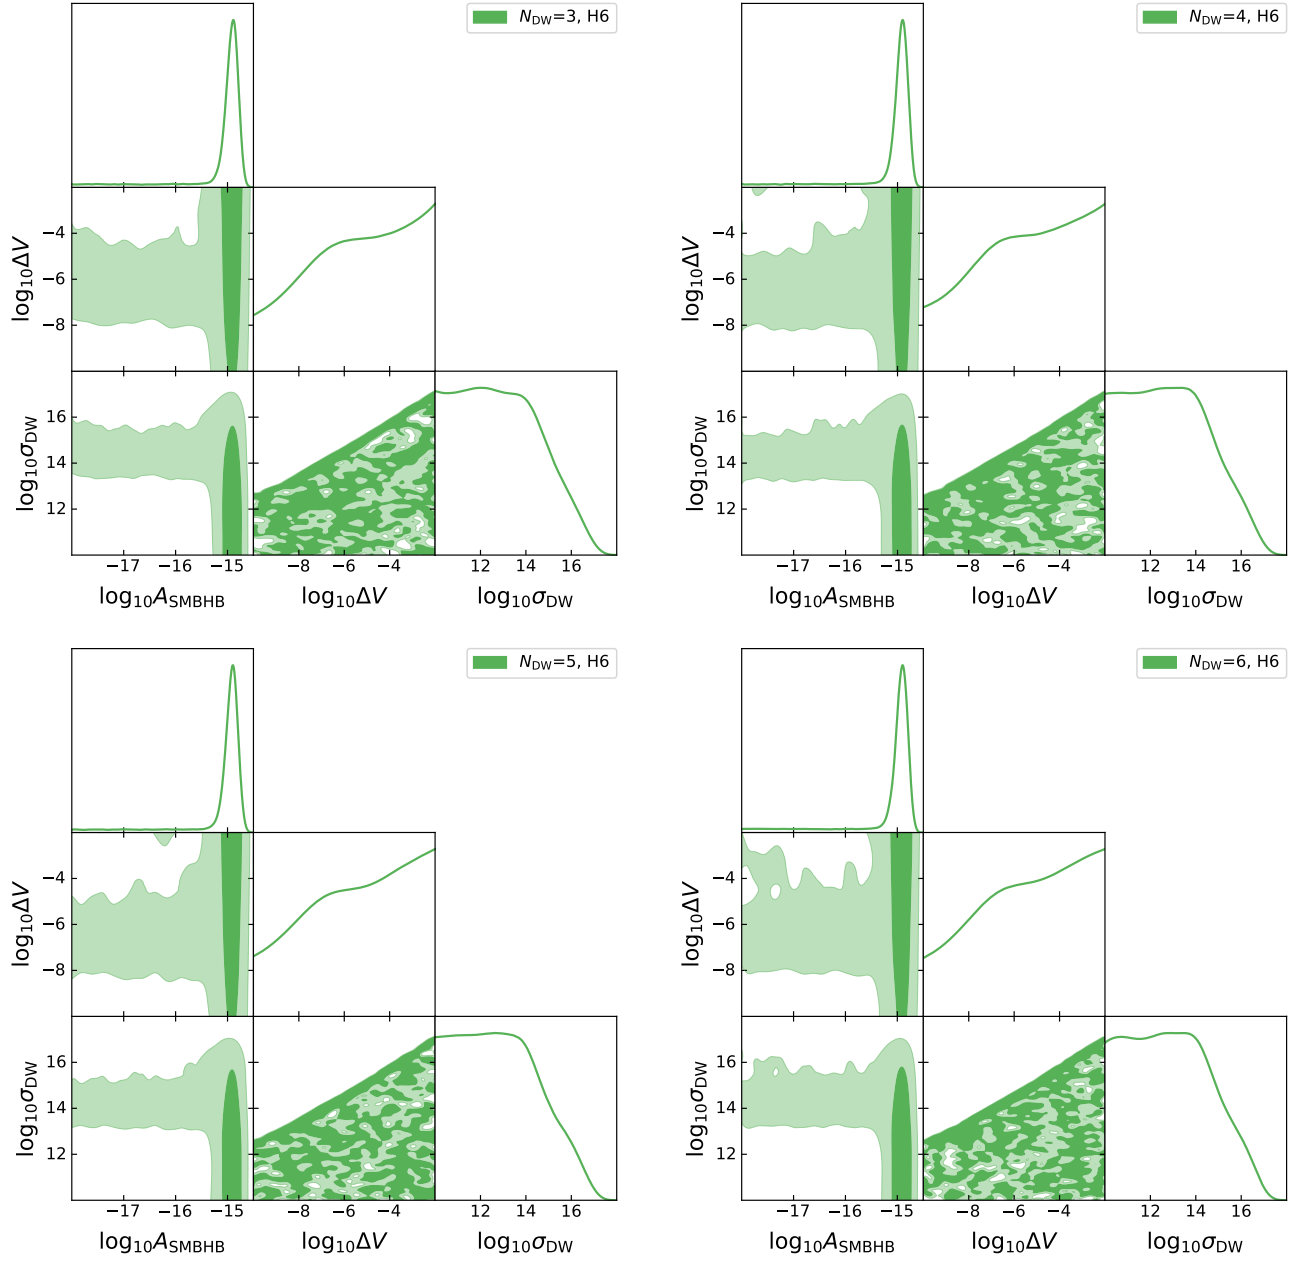 N_DW=3, H6
N_DW=4, H6
−4
−6
−8
log₁₀ΔV
−4
−6
−8
log₁₀ΔV
16
14
12
log₁₀σ_DW
16
14
12
log₁₀σ_DW
−17 −16 −15 −8 −6 −4 12 14 16
−17 −16 −15 −8 −6 −4 12 14 16
log₁₀A_SMBHB log₁₀ΔV log₁₀σ_DW
log₁₀A_SMBHB log₁₀ΔV log₁₀σ_DW
N_DW=5, H6
N_DW=6, H6
−4
−6
−8
log₁₀ΔV
−4
−6
−8
log₁₀ΔV
16
14
12
log₁₀σ_DW
16
14
12
log₁₀σ_DW
−17 −16 −15 −8 −6 −4 12 14 16
−17 −16 −15 −8 −6 −4 12 14 16
log₁₀A_SMBHB log₁₀ΔV log₁₀σ_DW
log₁₀A_SMBHB log₁₀ΔV log₁₀σ_DW